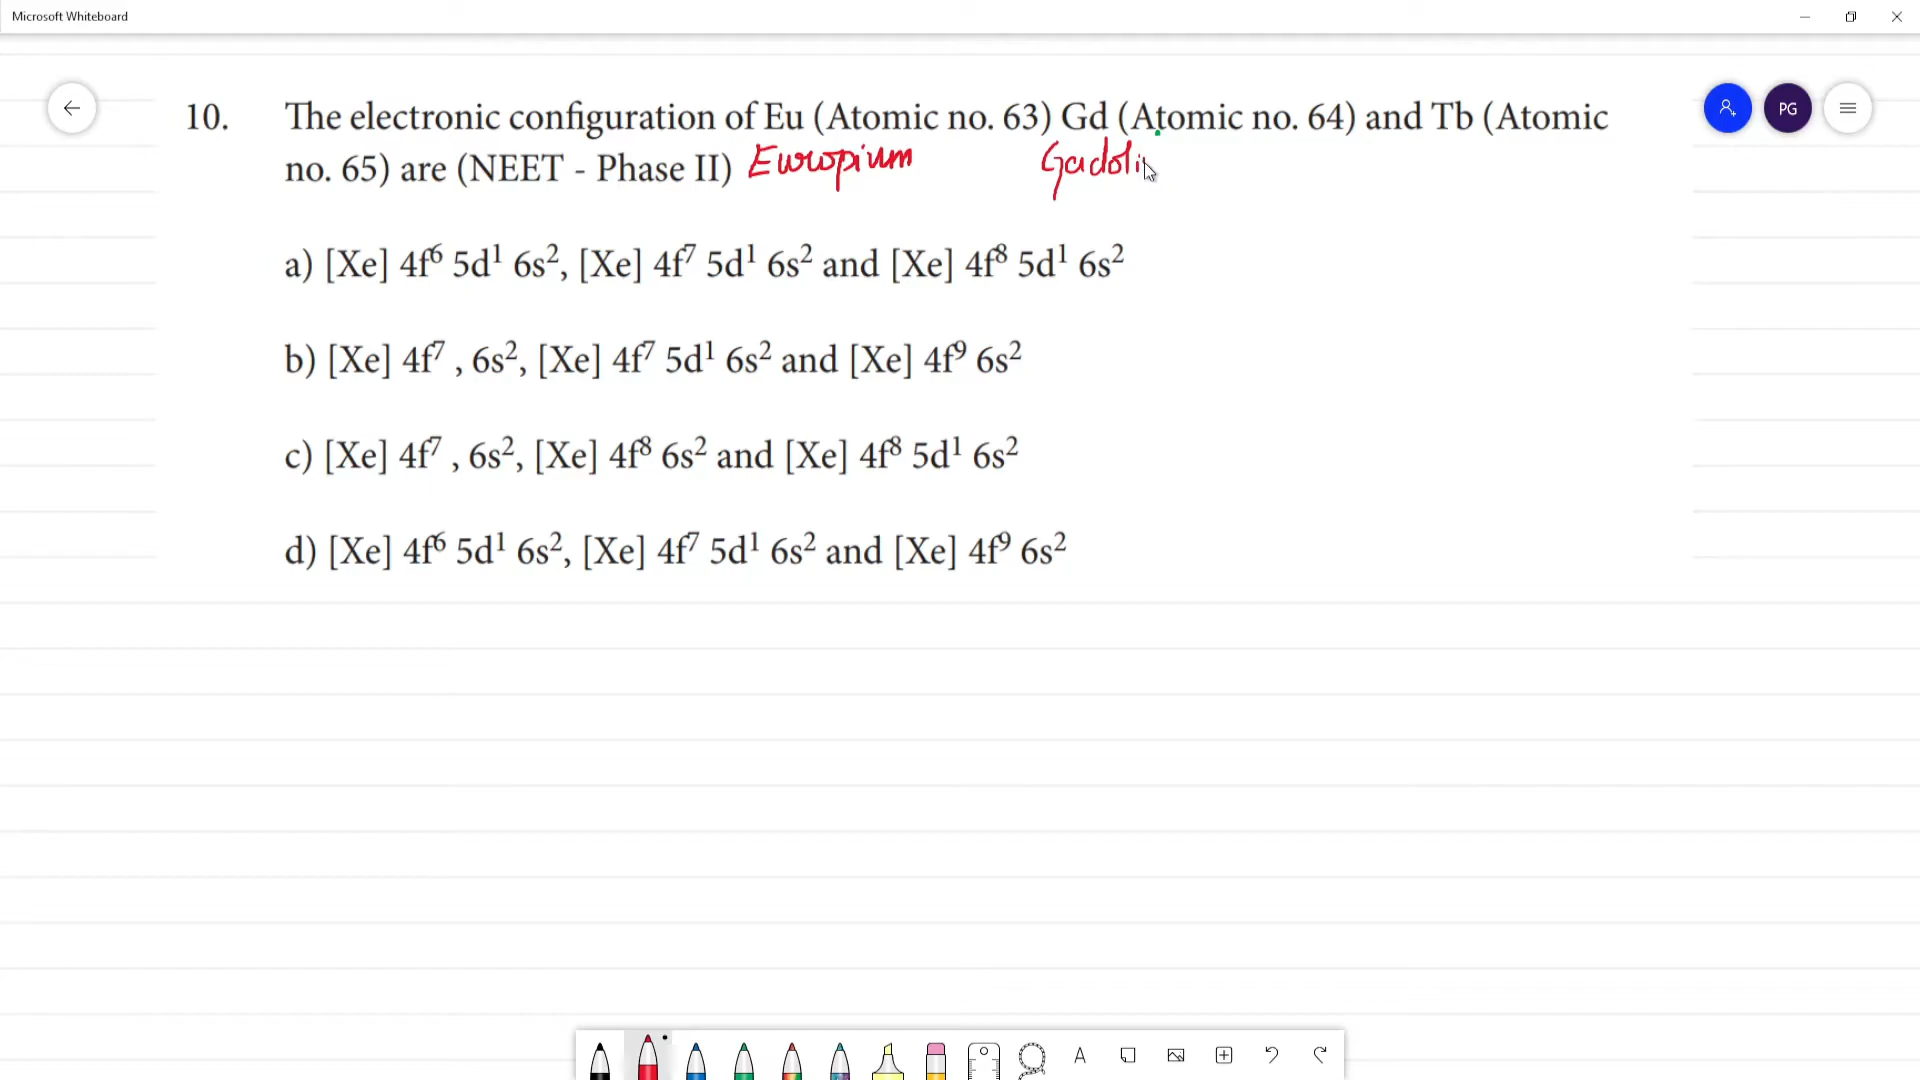 Microsoft Whiteboard
10. The electronic configuration of Eu (Atomic no. 63) Gd (Atomic no. 64) and Tb (Atomic
no. 65) are (NEET - Phase II) Europium Gadoli
a) [Xe] 4f⁶ 5d¹ 6s², [Xe] 4f⁷ 5d¹ 6s² and [Xe] 4f⁸ 5d¹ 6s²
b) [Xe] 4f⁷ , 6s², [Xe] 4f⁷ 5d¹ 6s² and [Xe] 4f⁹ 6s²
c) [Xe] 4f⁷ , 6s², [Xe] 4f⁸ 6s² and [Xe] 4f⁸ 5d¹ 6s²
d) [Xe] 4f⁶ 5d¹ 6s², [Xe] 4f⁷ 5d¹ 6s² and [Xe] 4f⁹ 6s²
PG
A